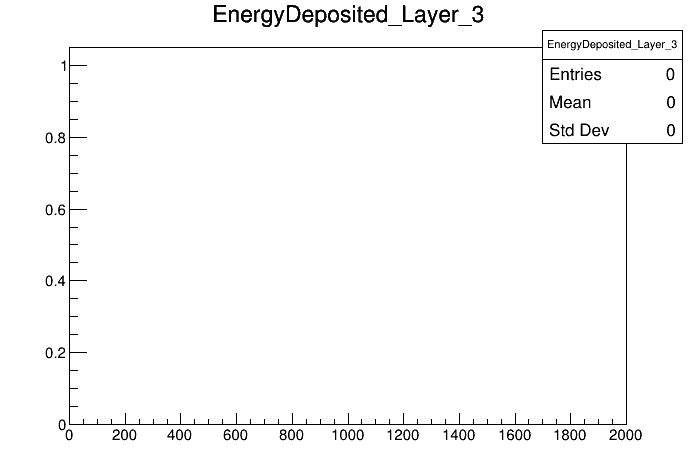 EnergyDeposited_Layer_3
EnergyDeposited_Layer_3
Entries 0
Mean 0
Std Dev 0
1
0.8
0.6
0.4
0.2
0
0 200 400 600 800 1000 1200 1400 1600 1800 2000